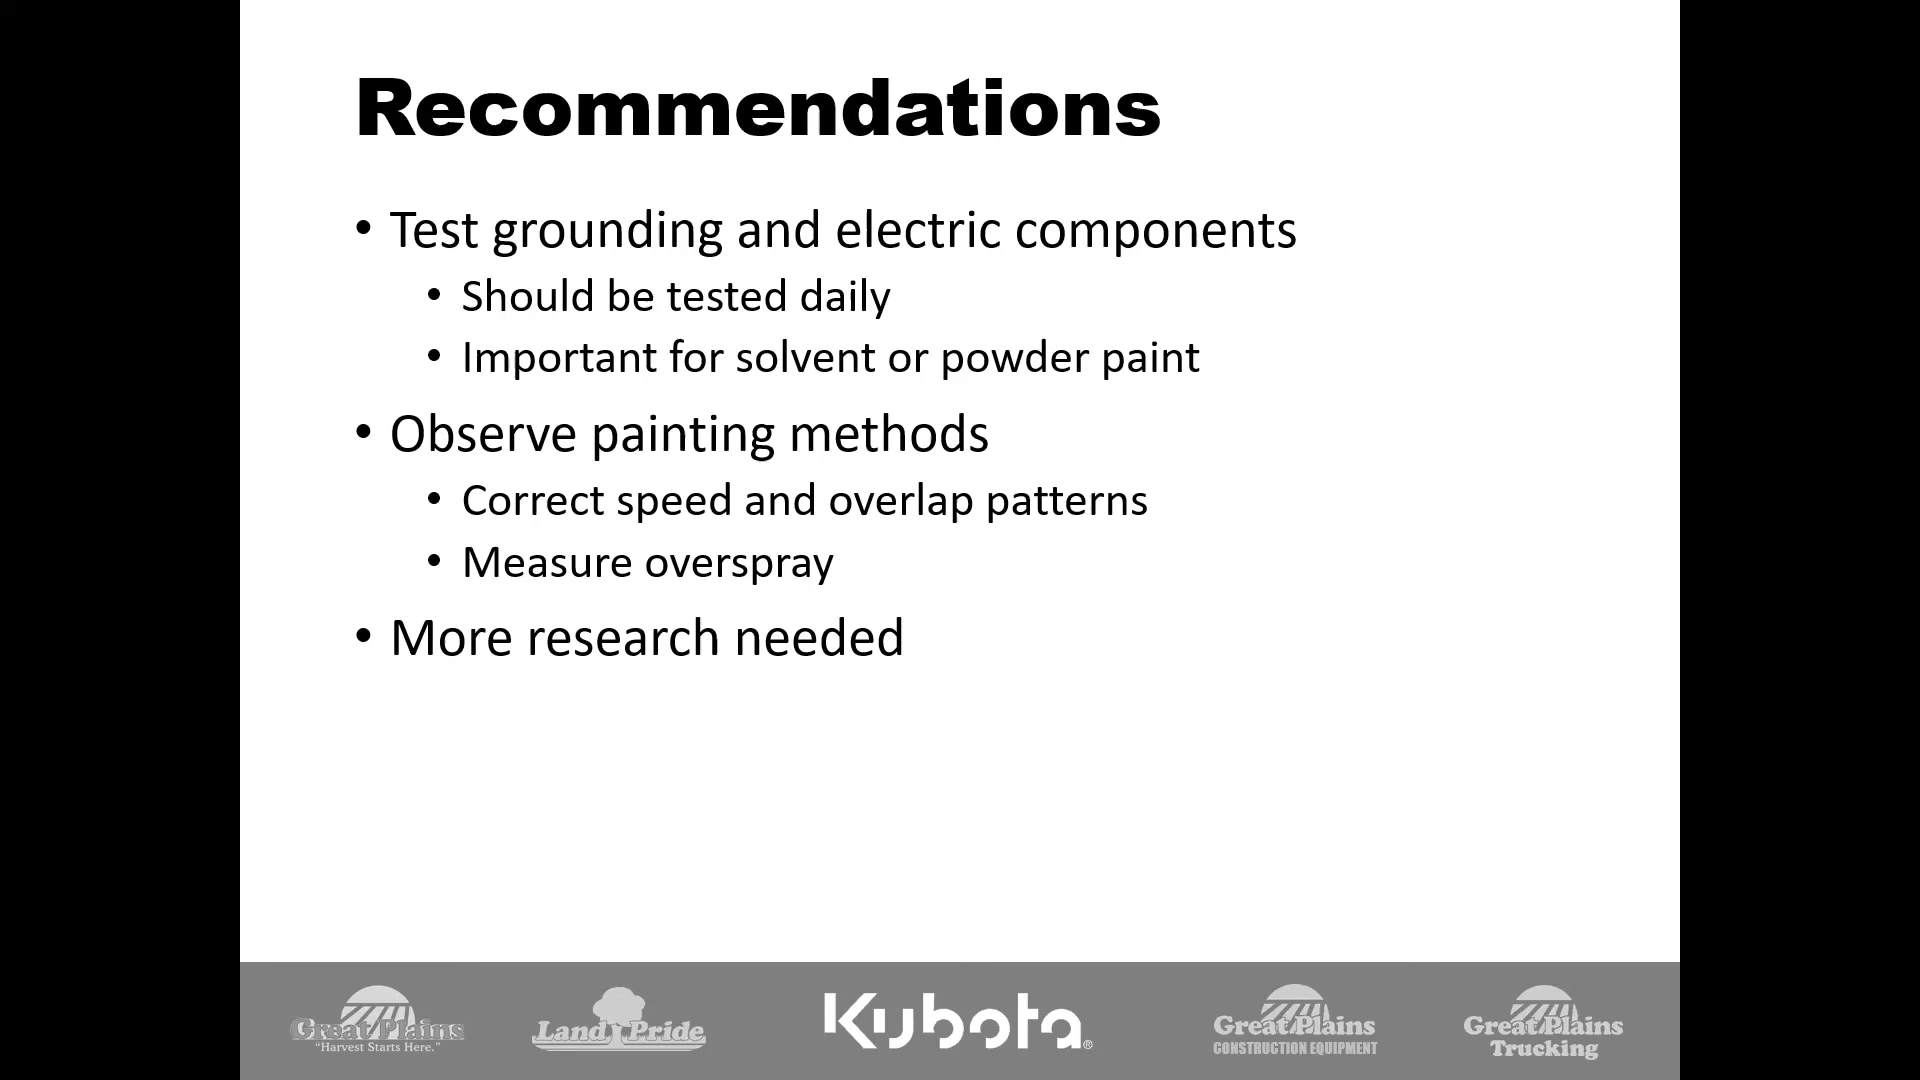 Recommendations
• Test grounding and electric components
• Should be tested daily
• Important for solvent or powder paint
• Observe painting methods
• Correct speed and overlap patterns
• Measure overspray
• More research needed
Great Plains
"Harvest Starts Here."
Land Pride
Kubota®
Great Plains
CONSTRUCTION EQUIPMENT
Great Plains
Trucking